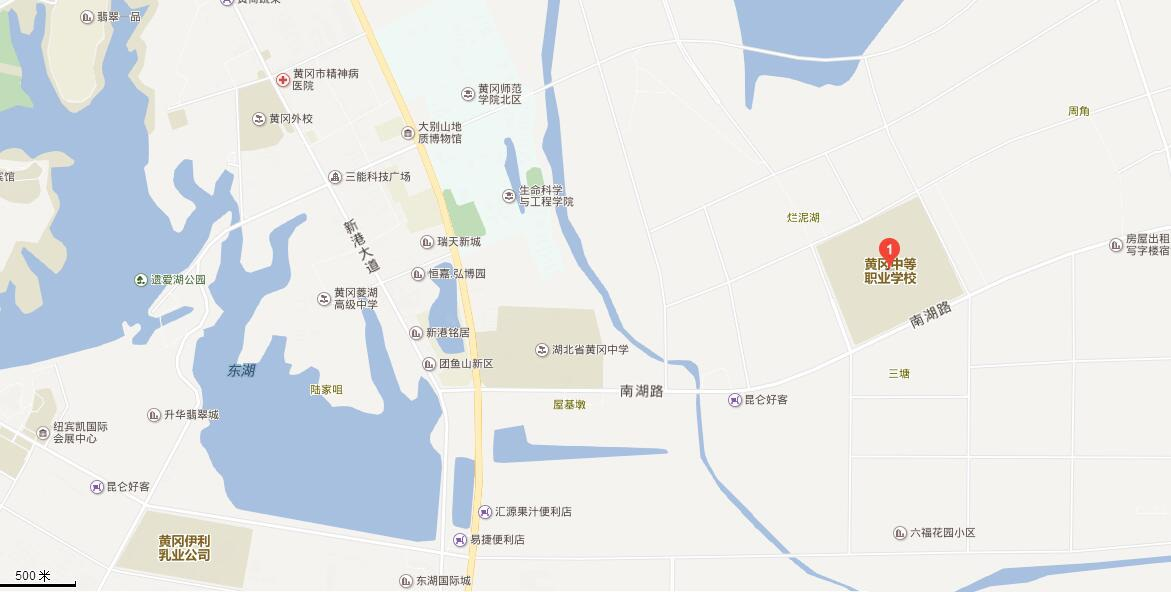 翡翠一品
黄冈市精神病
医院
黄冈师范
学院北区
黄冈外校
大别山地
质博物馆
周角
三能科技广场
宾馆
生命科学
与工程学院
烂泥湖
新港大道
瑞天新城
房屋出租
写字楼宿
1
黄冈中等
职业学校
遗爱湖公园
恒嘉.弘博园
黄冈菱湖
高级中学
南湖路
新港铭居
湖北省黄冈中学
团鱼山新区
东湖
三塘
陆家咀
南湖路
屋基墩
昆仑好客
升华翡翠城
纽宾凯国际
会展中心
昆仑好客
汇源果汁便利店
六福花园小区
黄冈伊利
乳业公司
易捷便利店
500 米
东湖国际城